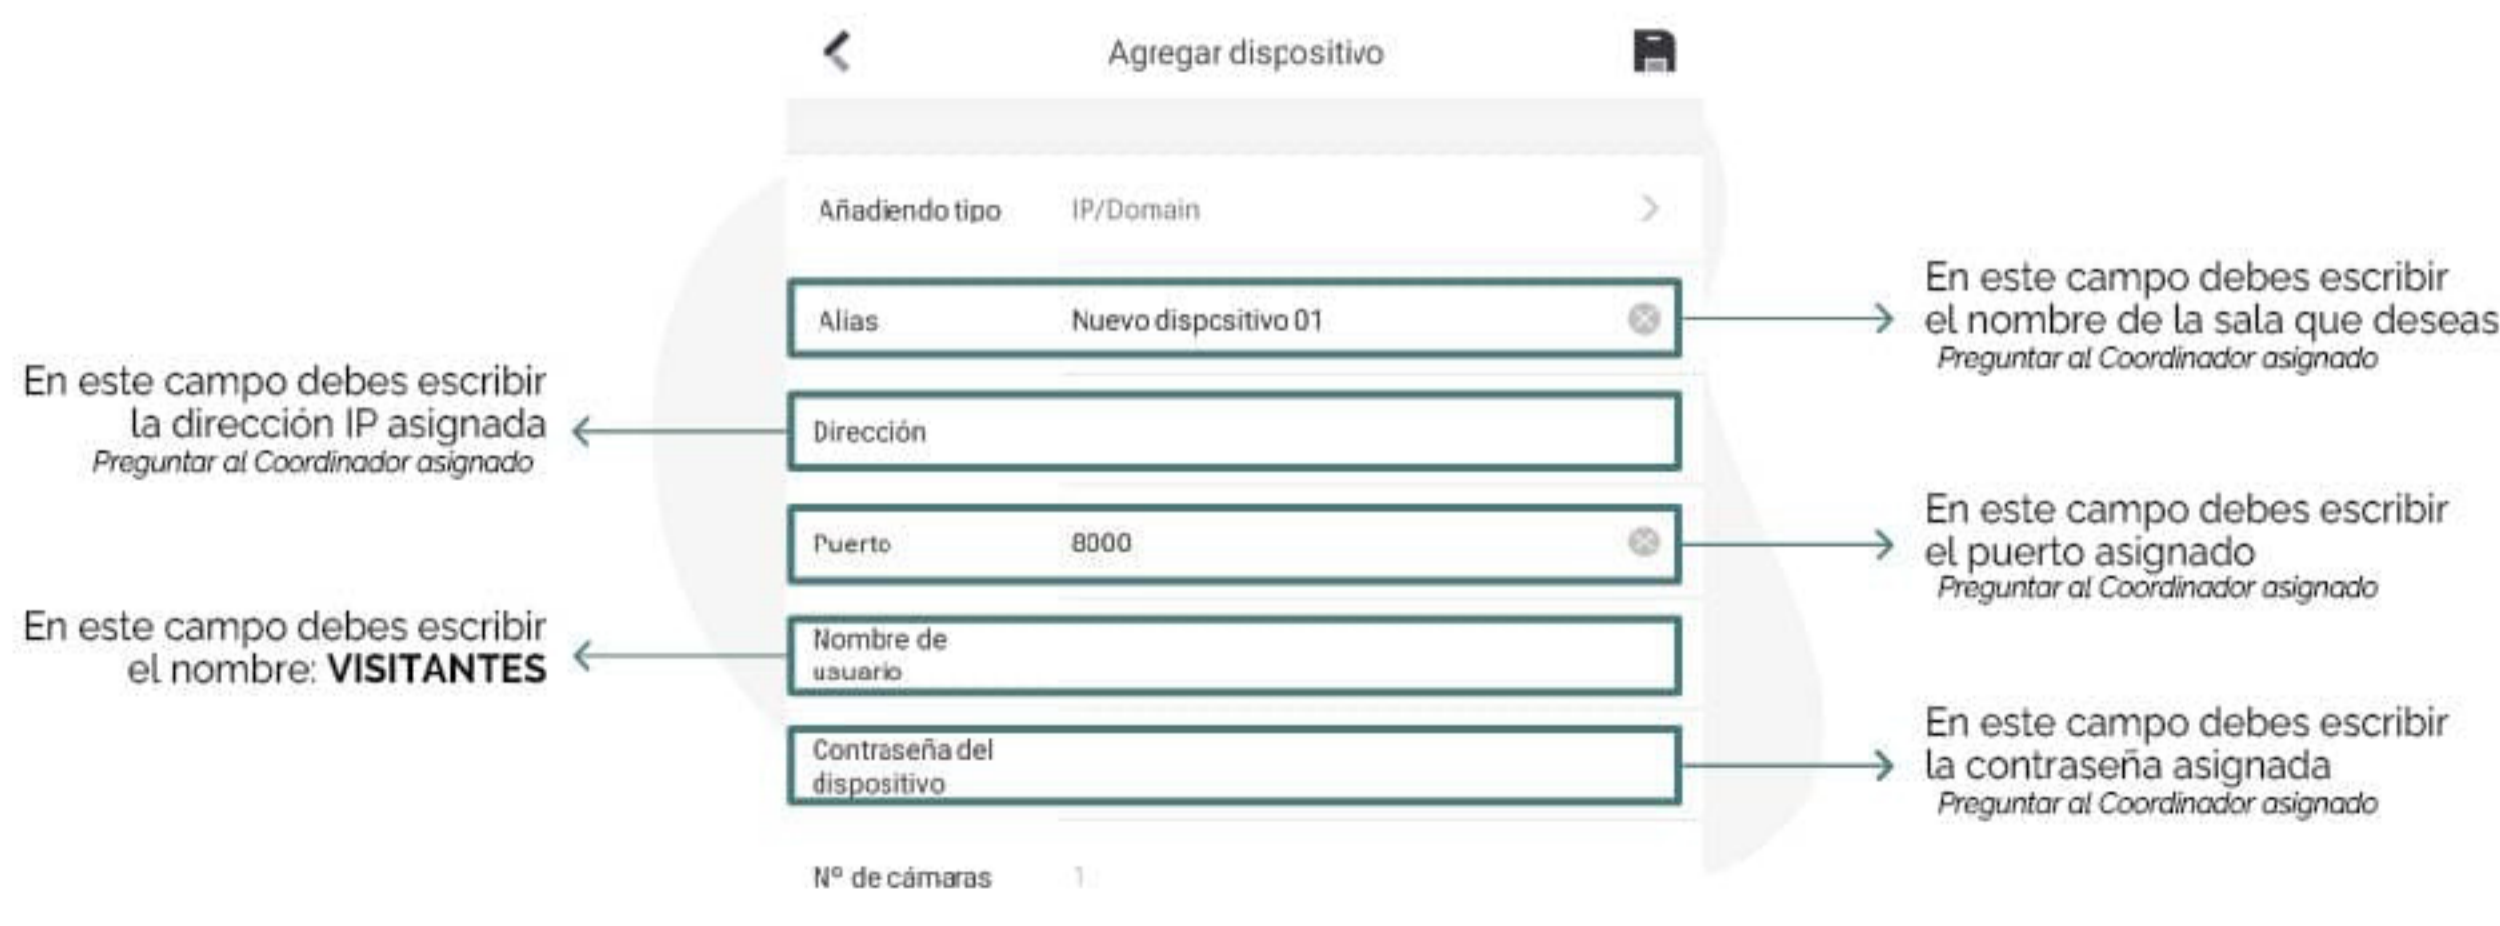 Agregar dispositivo
Añadiendo tipo IP/Domain
Alias Nuevo dispositivo 01
En este campo debes escribir
el nombre de la sala que deseas
Preguntar al Coordinador asignado
En este campo debes escribir
la dirección IP asignada
Preguntar al Coordinador asignado
Dirección
Puerto 8000
En este campo debes escribir
el puerto asignado
Preguntar al Coordinador asignado
En este campo debes escribir
el nombre: VISITANTES
Nombre de
usuario
Contraseña del
dispositivo
En este campo debes escribir
la contraseña asignada
Preguntar al Coordinador asignado
Nº de cámaras 1